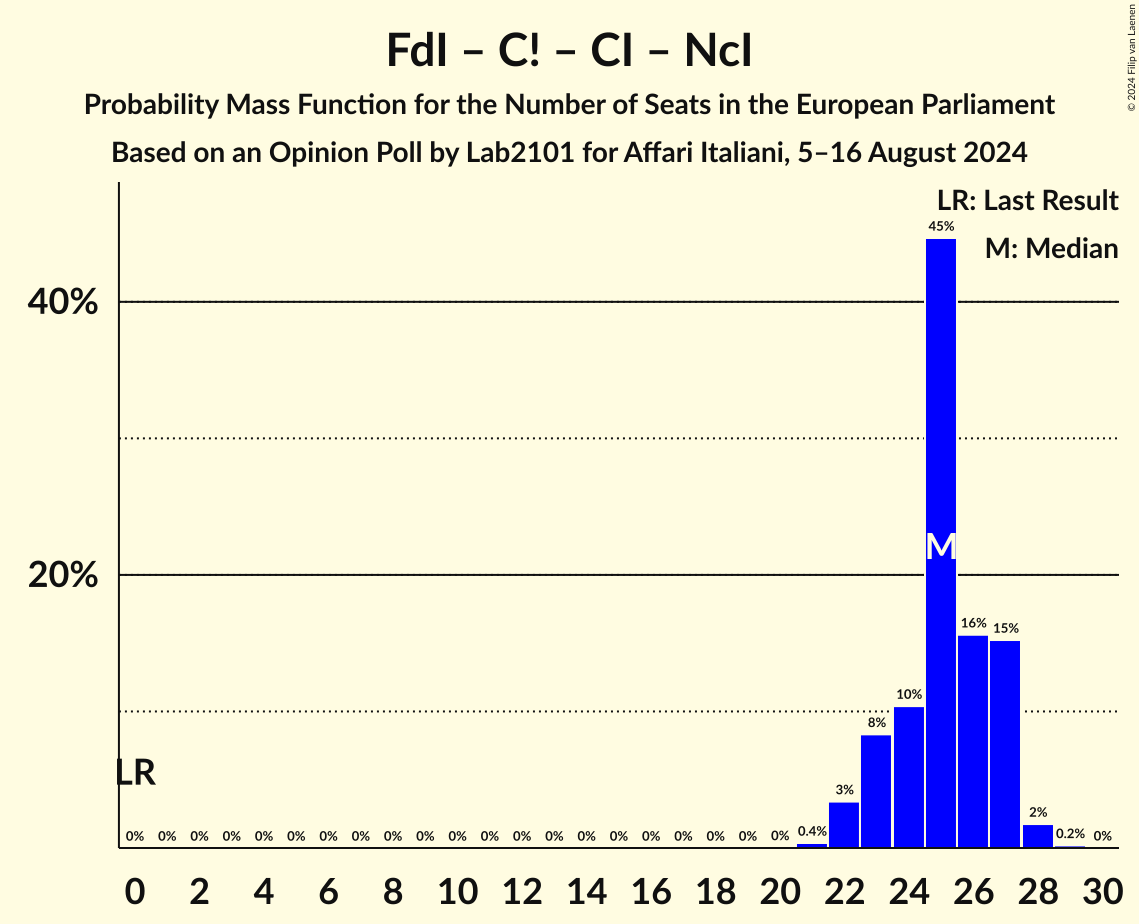 FdI – C! – CI – NcI
Probability Mass Function for the Number of Seats in the European Parliament
Based on an Opinion Poll by Lab2101 for Affari Italiani, 5–16 August 2024
© 2024 Filip van Laenen
LR: Last Result
M: Median
40%
20%
45%
M
16%
15%
10%
8%
LR
3%
2%
0% 0% 0% 0% 0% 0% 0% 0% 0% 0% 0% 0% 0% 0% 0% 0% 0% 0% 0% 0% 0% 0.4% 0.2% 0%
0 2 4 6 8 10 12 14 16 18 20 22 24 26 28 30